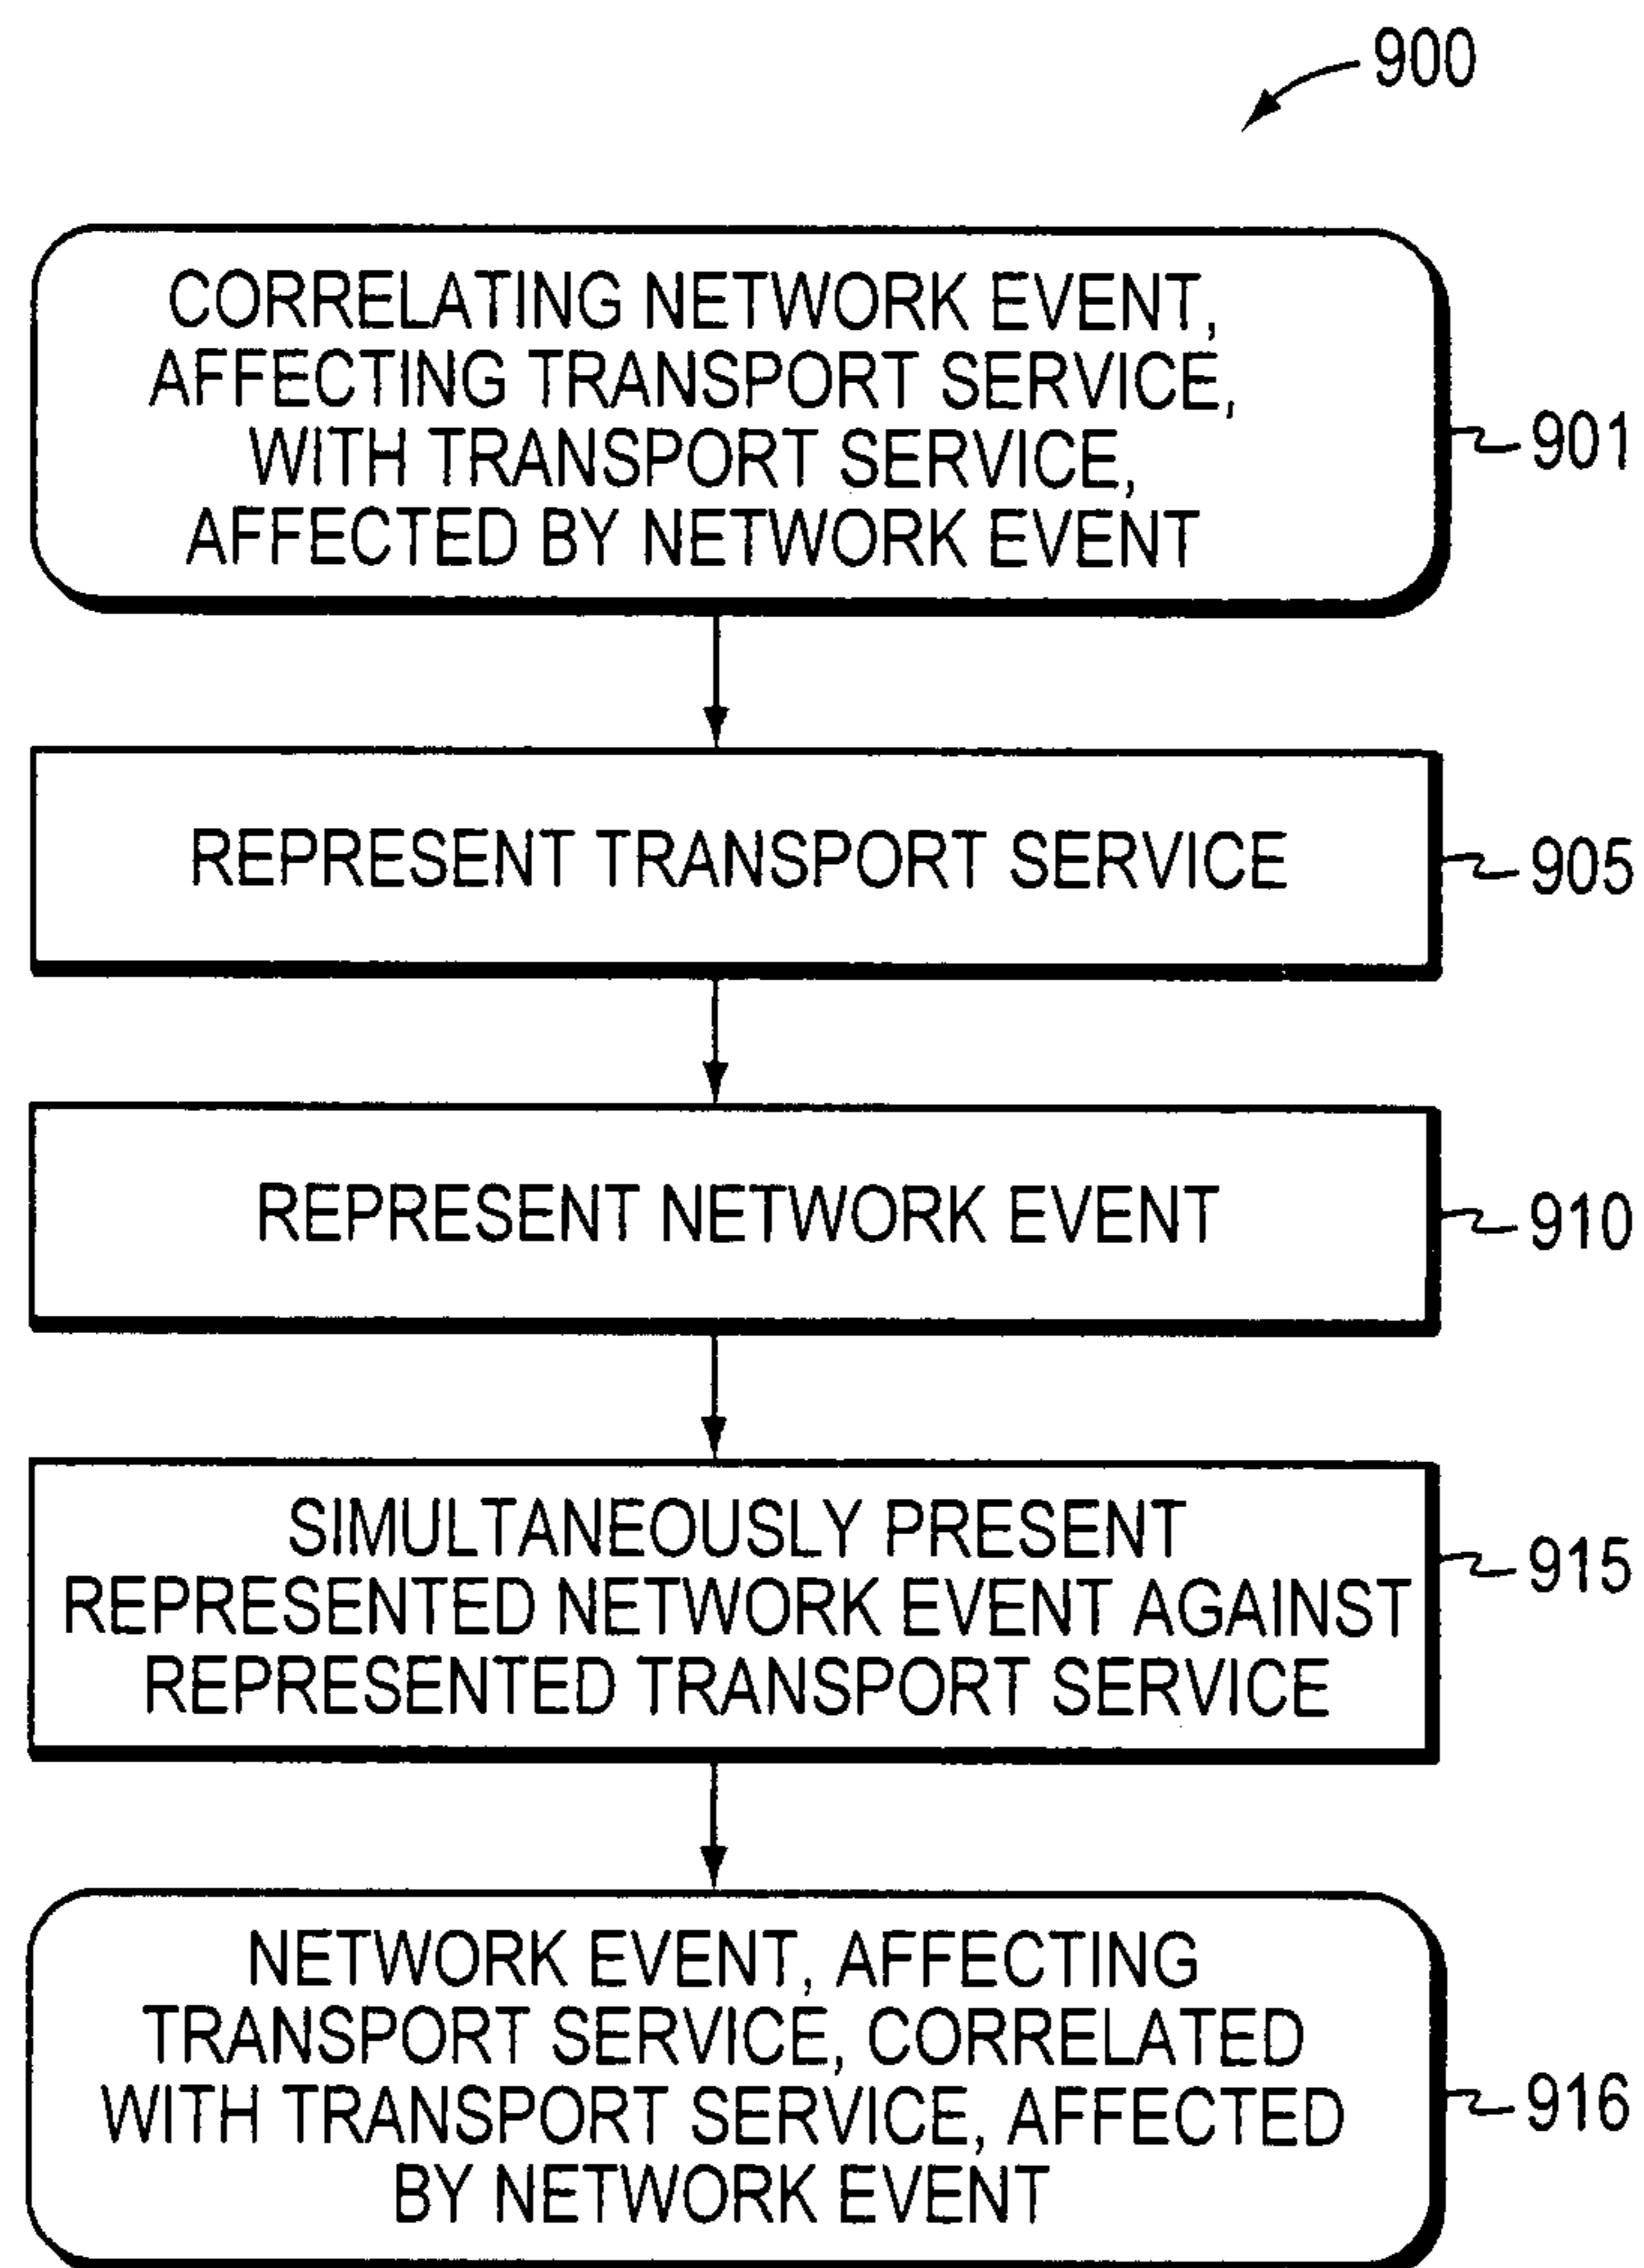 900
CORRELATING NETWORK EVENT,
AFFECTING TRANSPORT SERVICE,
WITH TRANSPORT SERVICE,
AFFECTED BY NETWORK EVENT
901
REPRESENT TRANSPORT SERVICE
905
REPRESENT NETWORK EVENT
910
SIMULTANEOUSLY PRESENT
REPRESENTED NETWORK EVENT AGAINST
REPRESENTED TRANSPORT SERVICE
915
NETWORK EVENT, AFFECTING
TRANSPORT SERVICE, CORRELATED
WITH TRANSPORT SERVICE, AFFECTED
BY NETWORK EVENT
916